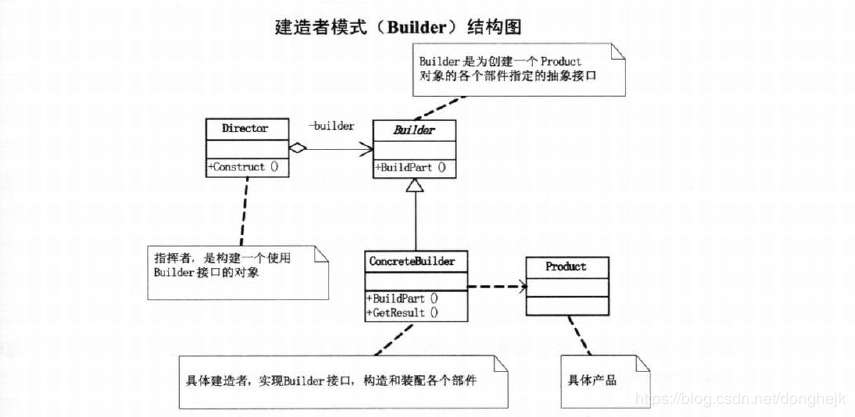 建造者模式（Builder）结构图
Builder是为创建一个Product
对象的各个部件指定的抽象接口
Director
-builder
Builder
+Construct ()
+BuildPart ()
指挥者，是构建一个使用
Builder接口的对象
ConcreteBuilder
Product
+BuildPart ()
+GetResult ()
具体建造者，实现Builder接口，构造和装配各个部件
具体产品
https://blog.csdn.net/donghejk